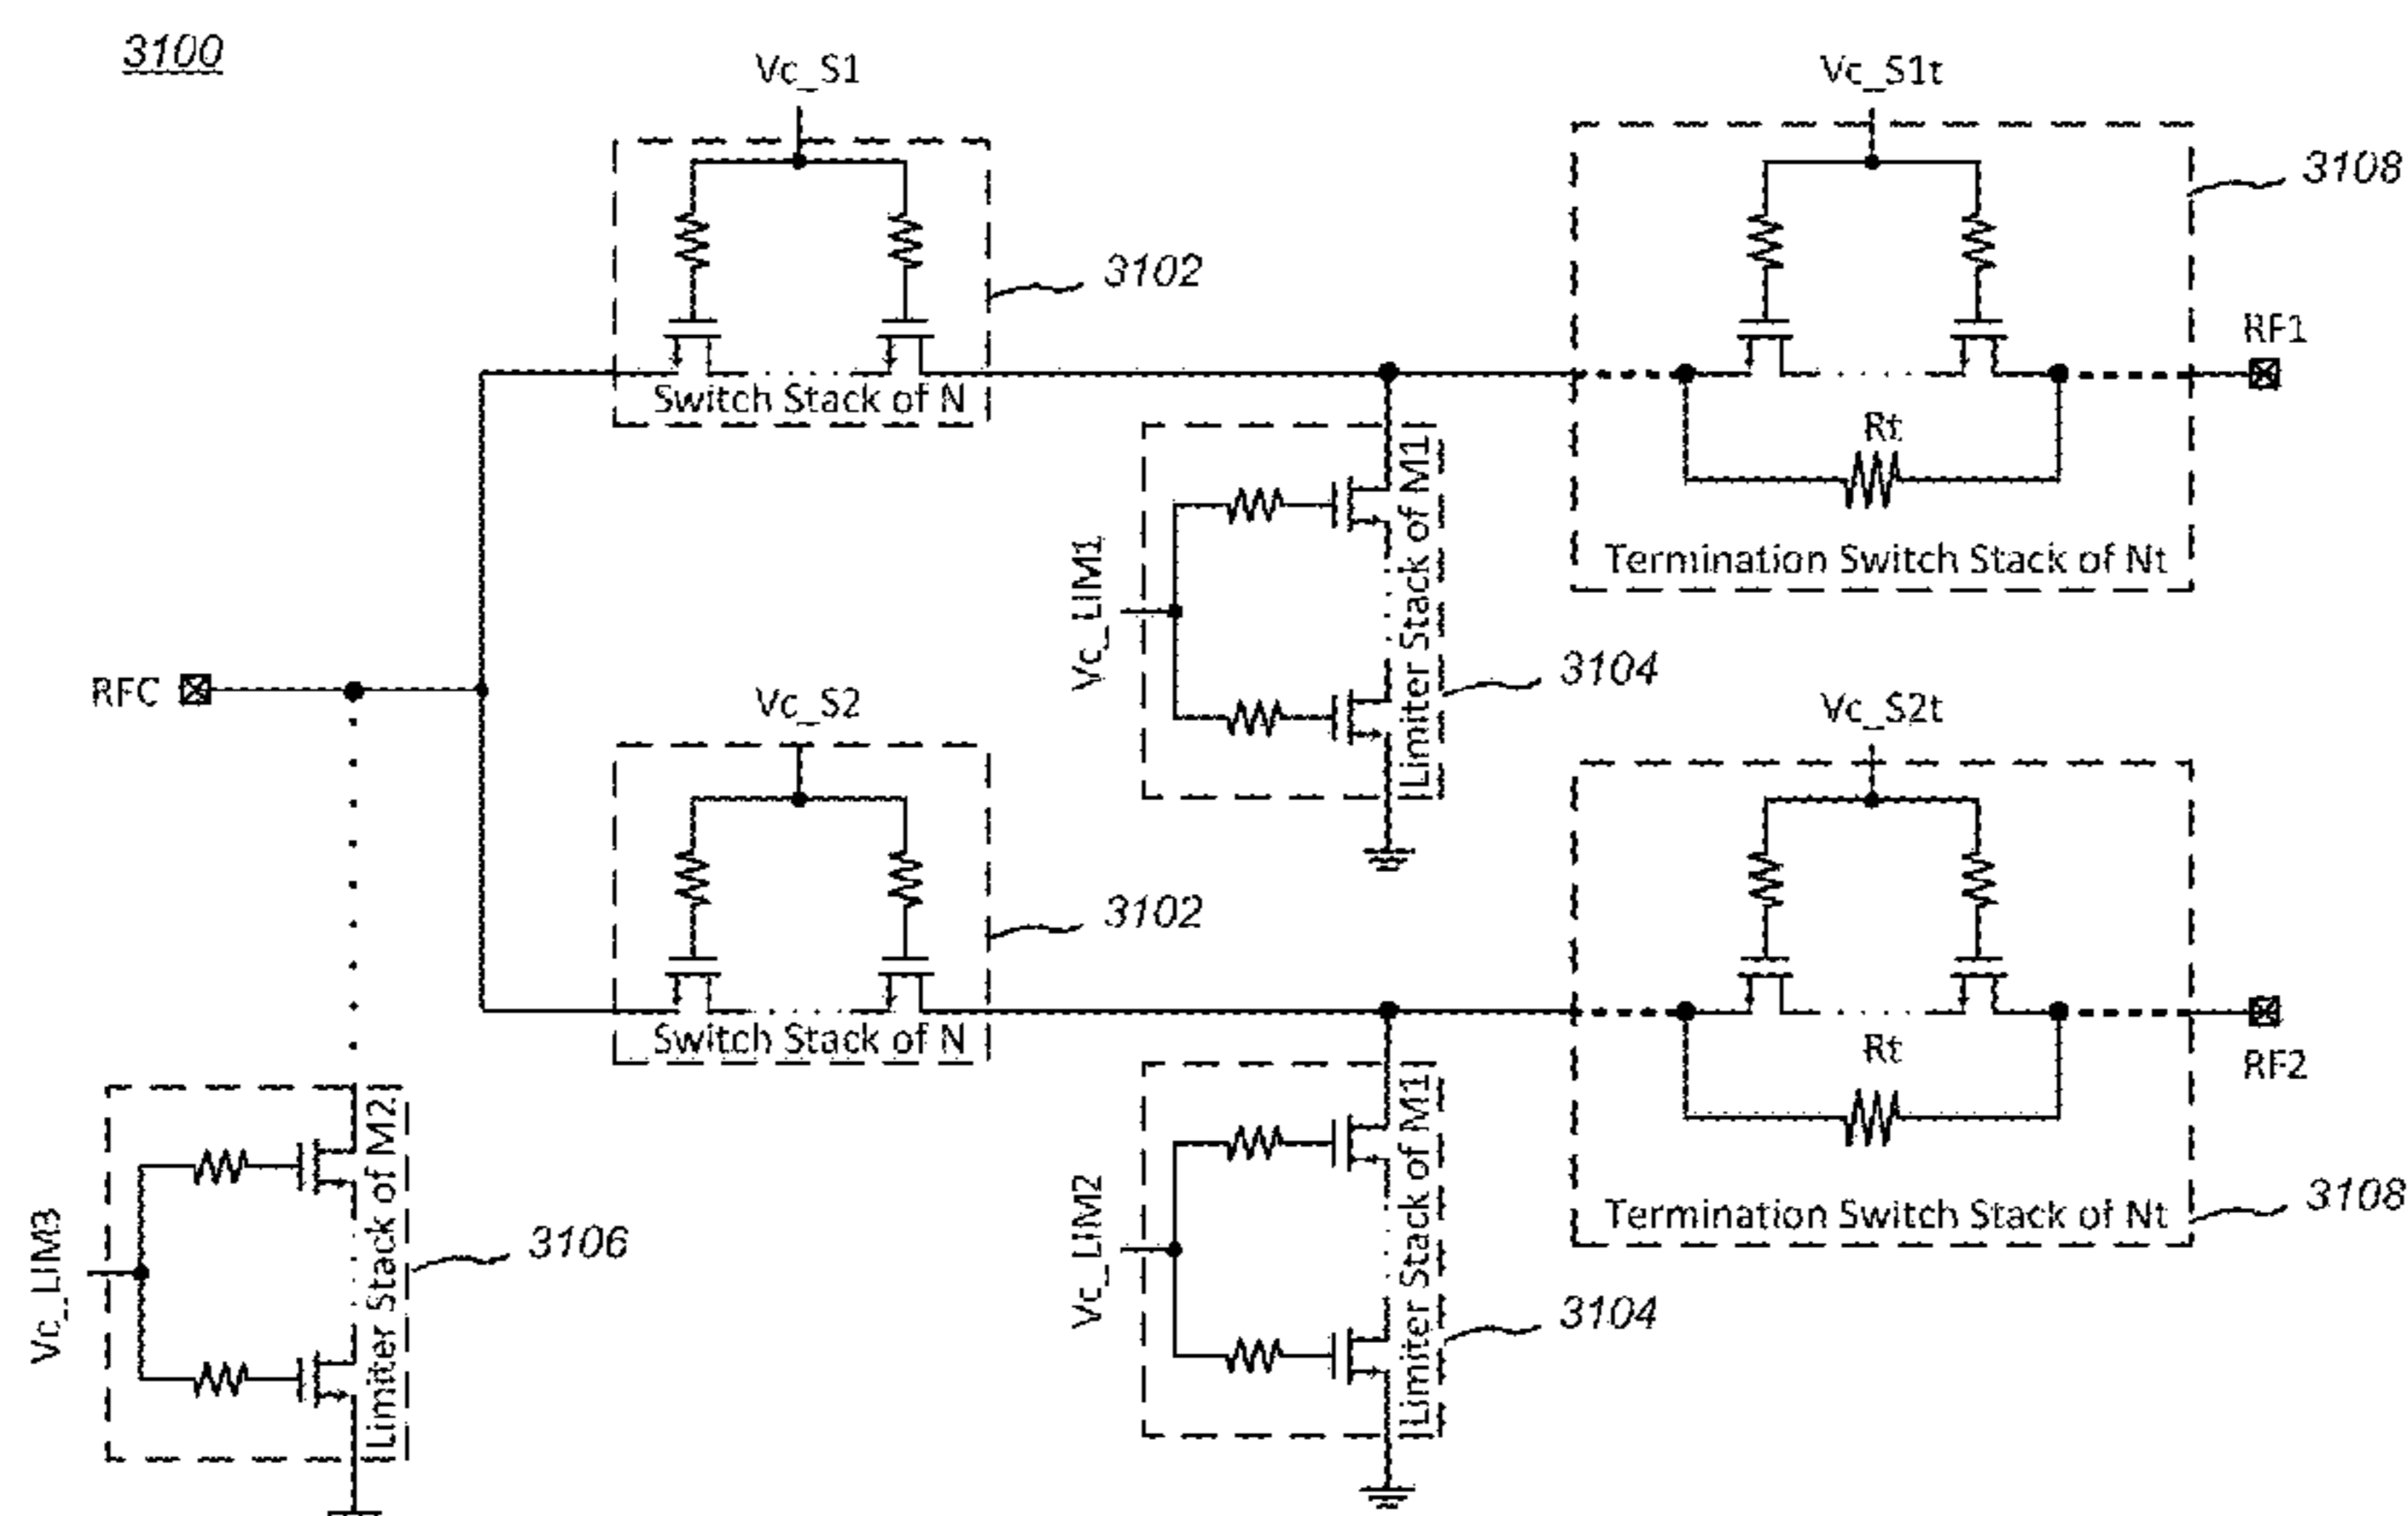 3100
Vc_S1
Vc_S1t
3108
3102
RF1
Switch Stack of N
Rt
Vc_LIM1
Limiter Stack of M1
Termination Switch Stack of Nt
3104
RFC
Vc_S2
Vc_S2t
3102
Switch Stack of N
Rt
RF2
Vc_LIM3
Limiter Stack of M2
3106
Vc_LIM2
Limiter Stack of M1
Termination Switch Stack of Nt
3108
3104